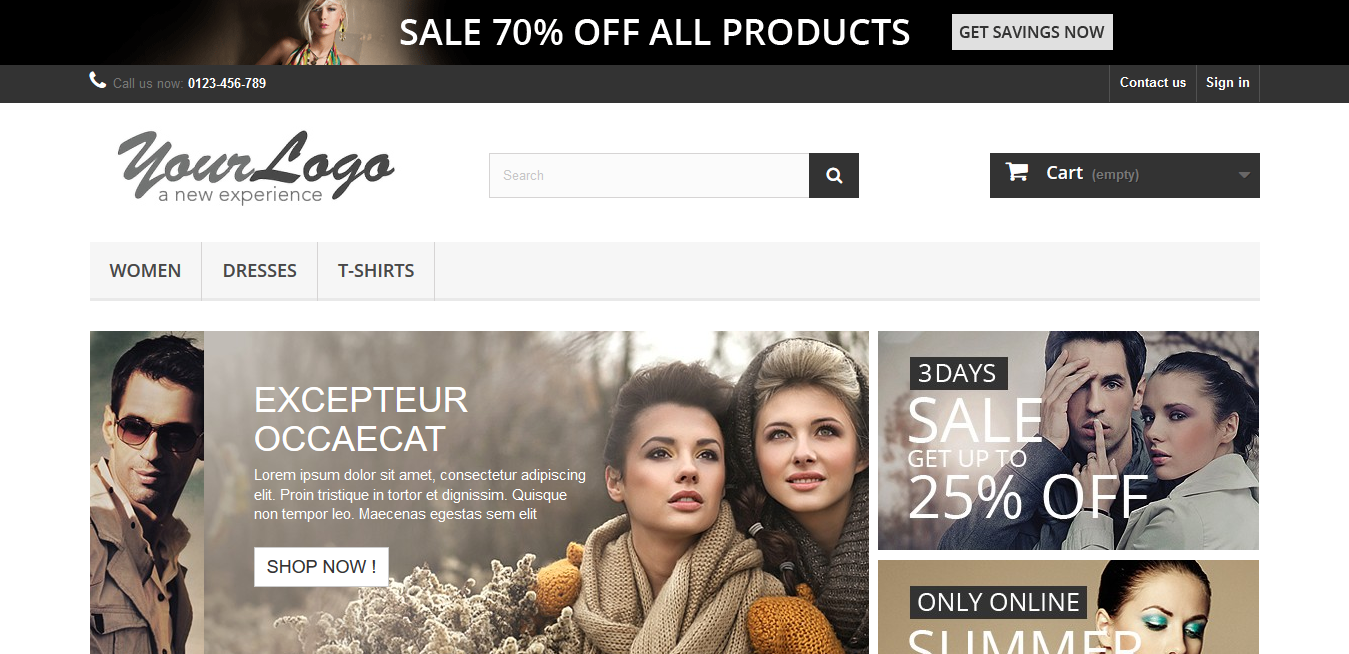 SALE 70% OFF ALL PRODUCTS
GET SAVINGS NOW
Call us now: 0123-456-789
Contact us
Sign in
YourLogo
a new experience
Search
Cart (empty)
WOMEN
DRESSES
T-SHIRTS
EXCEPTEUR
OCCAECAT
Lorem ipsum dolor sit amet, consectetur adipiscing
elit. Proin tristique in tortor et dignissim. Quisque
non tempor leo. Maecenas egestas sem elit
SHOP NOW !
3 DAYS
SALE
GET UP TO
25% OFF
ONLY ONLINE
SUMMER